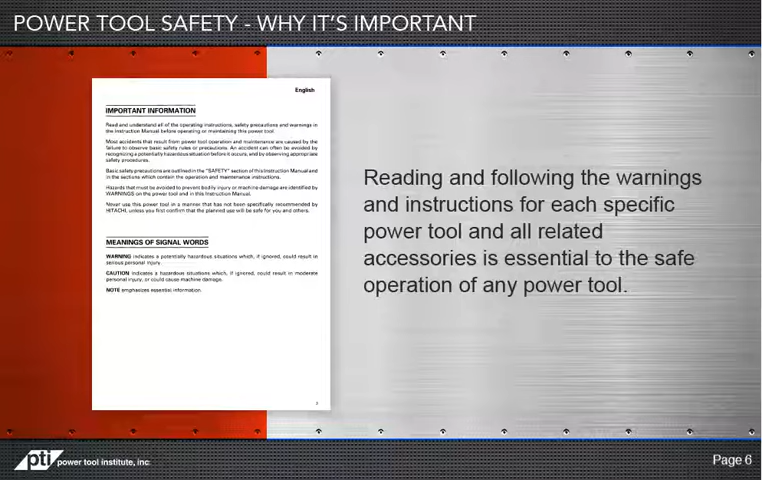 POWER TOOL SAFETY - WHY IT'S IMPORTANT
English
IMPORTANT INFORMATION
Read and understand all of the operating instructions, safety precautions and warnings in
the Instruction Manual before operating or maintaining this power tool.
Most accidents that result from power tool operation and maintenance are caused by the
failure to observe basic safety rules or precautions. An accident can often be avoided by
recognizing a potentially hazardous situation before it occurs, and by observing appropriate
safety procedures.
Basic safety precautions are outlined in the "SAFETY" section of this Instruction Manual and
in the sections which contain the operation and maintenance instructions.
Hazards that must be avoided to prevent bodily injury or machine damage are identified by
WARNINGS on the power tool and in this Instruction Manual.
Never use this power tool in a manner that has not been specifically recommended by
HITACHI, unless you first confirm that the planned use will be safe for you and others.
MEANINGS OF SIGNAL WORDS
WARNING indicates a potentially hazardous situations which, if ignored, could result in
serious personal injury.
CAUTION indicates a hazardous situations which, if ignored, could result in moderate
personal injury, or could cause machine damage.
NOTE emphasizes essential information.
Reading and following the warnings
and instructions for each specific
power tool and all related
accessories is essential to the safe
operation of any power tool.
pti power tool institute, inc
Page 6